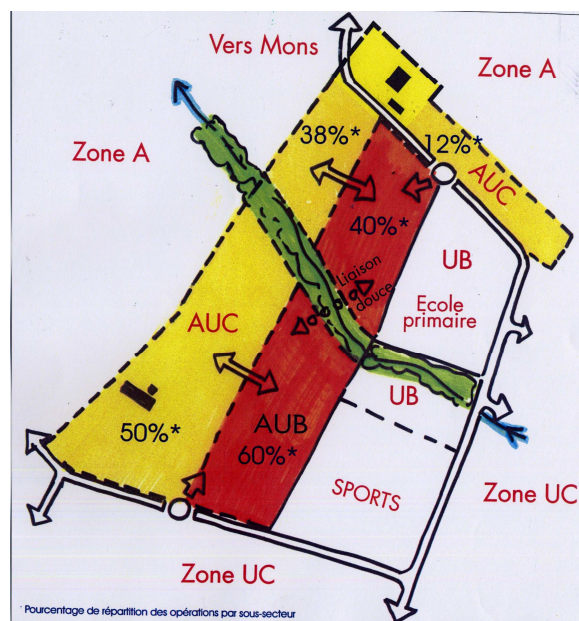 Vers Mons
Zone A
38%*
12%*
Zone A
AUC
40%*
UB
Liaison
douce
Ecole
primaire
AUC
UB
AUB
50%*
60%*
SPORTS
Zone UC
Zone UC
* Pourcentage de répartition des opérations par sous-secteur